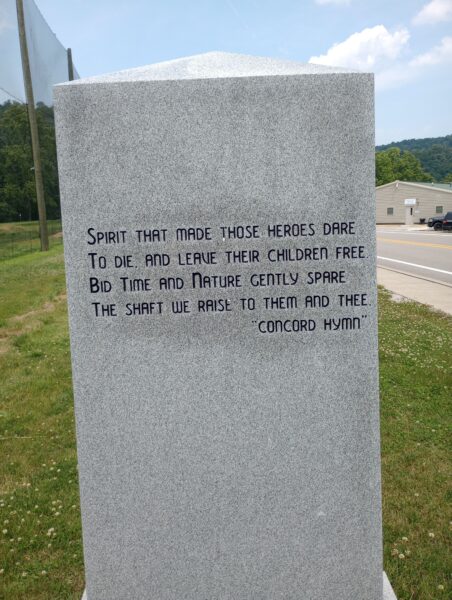 Spirit that made those heroes dare
To die, and leave their children free,
Bid Time and Nature gently spare
The shaft we raise to them and thee.
"Concord Hymn"